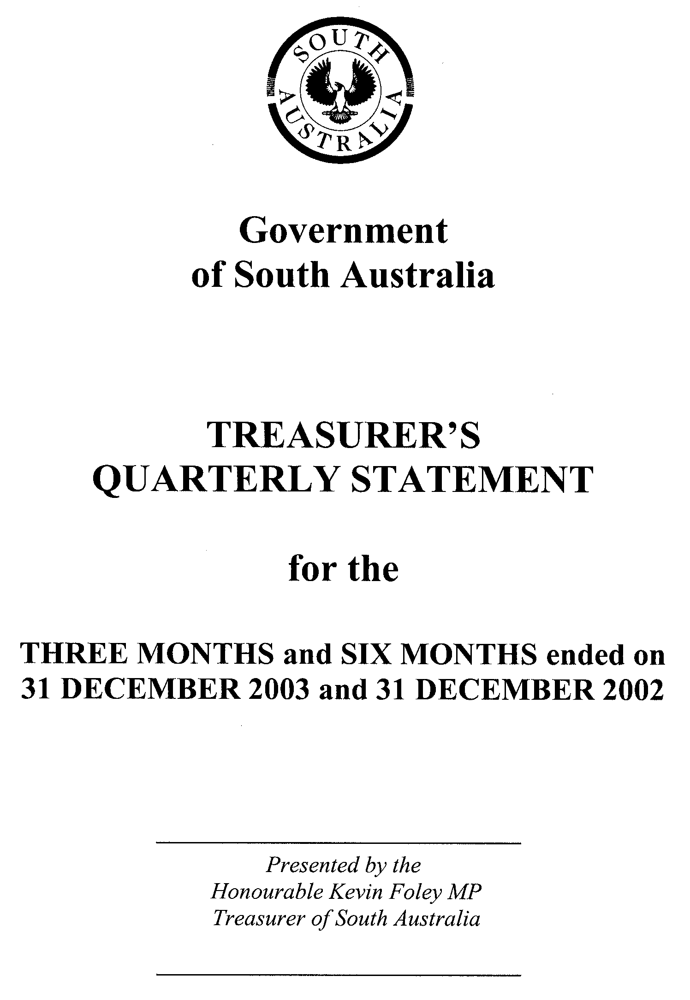 SOUTH
AUSTRALIA
Government
of South Australia
TREASURER’S
QUARTERLY STATEMENT
for the
THREE MONTHS and SIX MONTHS ended on
31 DECEMBER 2003 and 31 DECEMBER 2002
Presented by the
Honourable Kevin Foley MP
Treasurer of South Australia